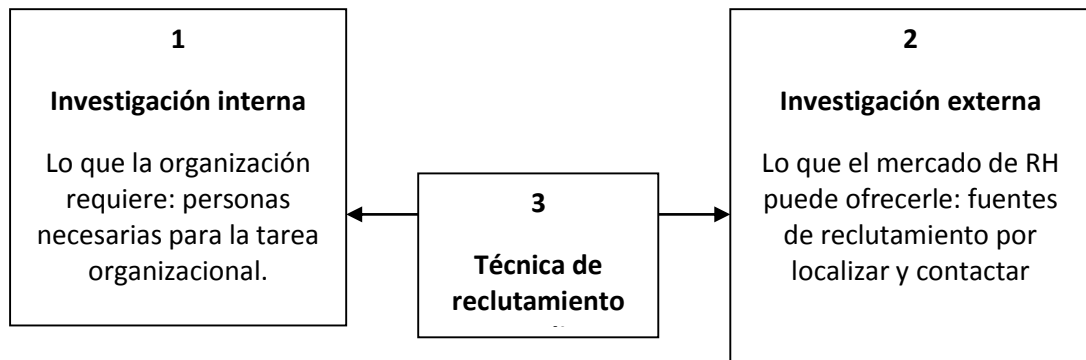 1
Investigación interna
Lo que la organización
requiere: personas
necesarias para la tarea
organizacional.
3
Técnica de
reclutamiento
2
Investigación externa
Lo que el mercado de RH
puede ofrecerle: fuentes
de reclutamiento por
localizar y contactar